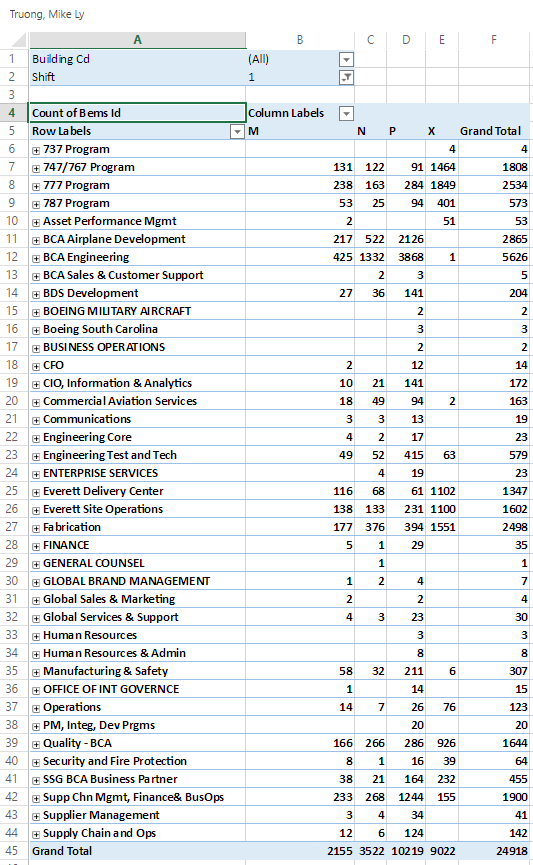 Truong, Mike Ly
A B C D E F
1 Building Cd (All)
2 Shift 1
3
4 Count of Bems Id Column Labels
5 Row Labels M N P X Grand Total
6 737 Program 4 4
7 747/767 Program 131 122 91 1464 1808
8 777 Program 238 163 284 1849 2534
9 787 Program 53 25 94 401 573
10 Asset Performance Mgmt 2 51 53
11 BCA Airplane Development 217 522 2126 2865
12 BCA Engineering 425 1332 3868 1 5626
13 BCA Sales & Customer Support 2 3 5
14 BDS Development 27 36 141 204
15 BOEING MILITARY AIRCRAFT 2 2
16 Boeing South Carolina 3 3
17 BUSINESS OPERATIONS 2 2
18 CFO 2 12 14
19 CIO, Information & Analytics 10 21 141 172
20 Commercial Aviation Services 18 49 94 2 163
21 Communications 3 3 13 19
22 Engineering Core 4 2 17 23
23 Engineering Test and Tech 49 52 415 63 579
24 ENTERPRISE SERVICES 4 19 23
25 Everett Delivery Center 116 68 61 1102 1347
26 Everett Site Operations 138 133 231 1100 1602
27 Fabrication 177 376 394 1551 2498
28 FINANCE 5 1 29 35
29 GENERAL COUNSEL 1 1
30 GLOBAL BRAND MANAGEMENT 1 2 4 7
31 Global Sales & Marketing 2 2 4
32 Global Services & Support 4 3 23 30
33 Human Resources 3 3
34 Human Resources & Admin 8 8
35 Manufacturing & Safety 58 32 211 6 307
36 OFFICE OF INT GOVERNCE 1 14 15
37 Operations 14 7 26 76 123
38 PM, Integ, Dev Prgms 20 20
39 Quality - BCA 166 266 286 926 1644
40 Security and Fire Protection 8 1 16 39 64
41 SSG BCA Business Partner 38 21 164 232 455
42 Supp Chn Mgmt, Finance& BusOps 233 268 1244 155 1900
43 Supplier Management 3 4 34 41
44 Supply Chain and Ops 12 6 124 142
45 Grand Total 2155 3522 10219 9022 24918